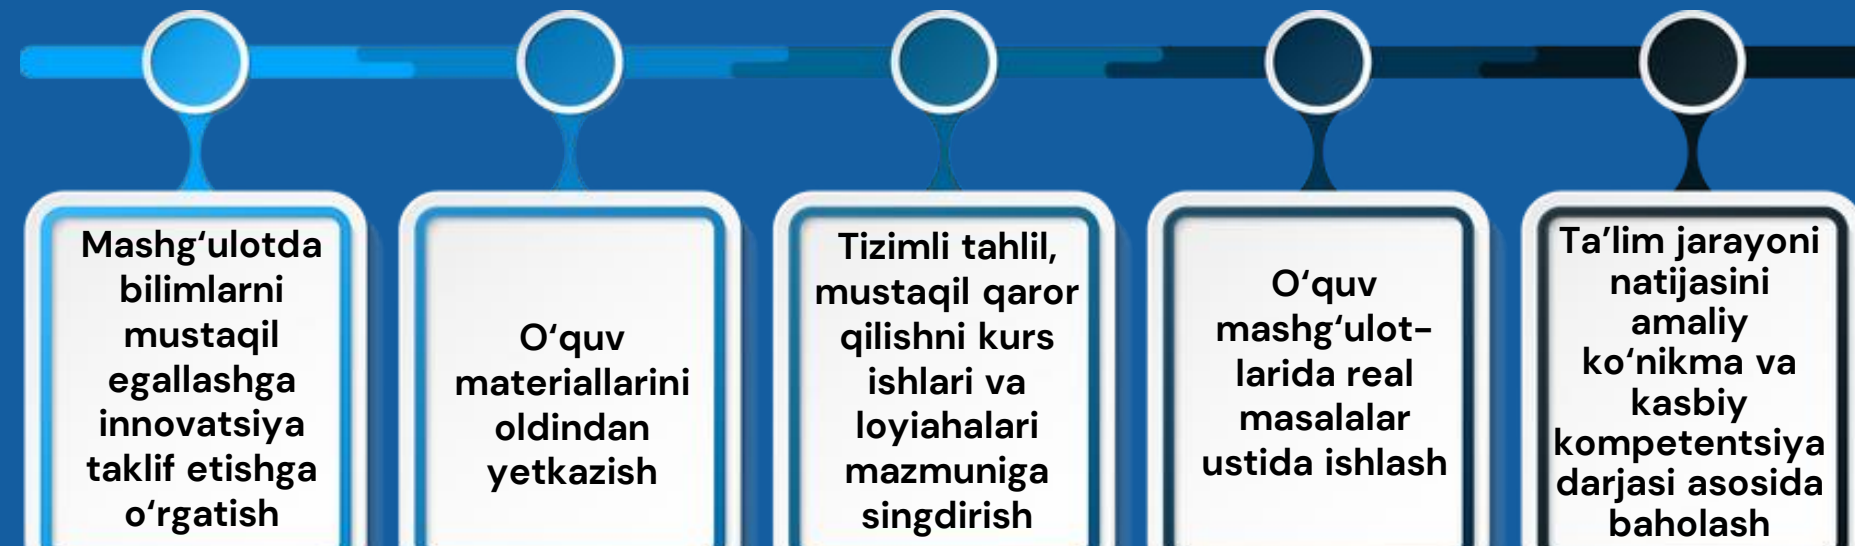 Mashg‘ulotda
bilimlarni
mustaqil
egallashga
innovatsiya
taklif etishga
o‘rgatish
O‘quv
materiallarini
oldindan
yetkazish
Tizimli tahlil,
mustaqil qaror
qilishni kurs
ishlari va
loyiahalari
mazmuniga
singdirish
O‘quv
mashg‘ulot-
larida real
masalalar
ustida ishlash
Ta’lim jarayoni
natijasini
amaliy
ko‘nikma va
kasbiy
kompetentsiya
darjasi asosida
baholash